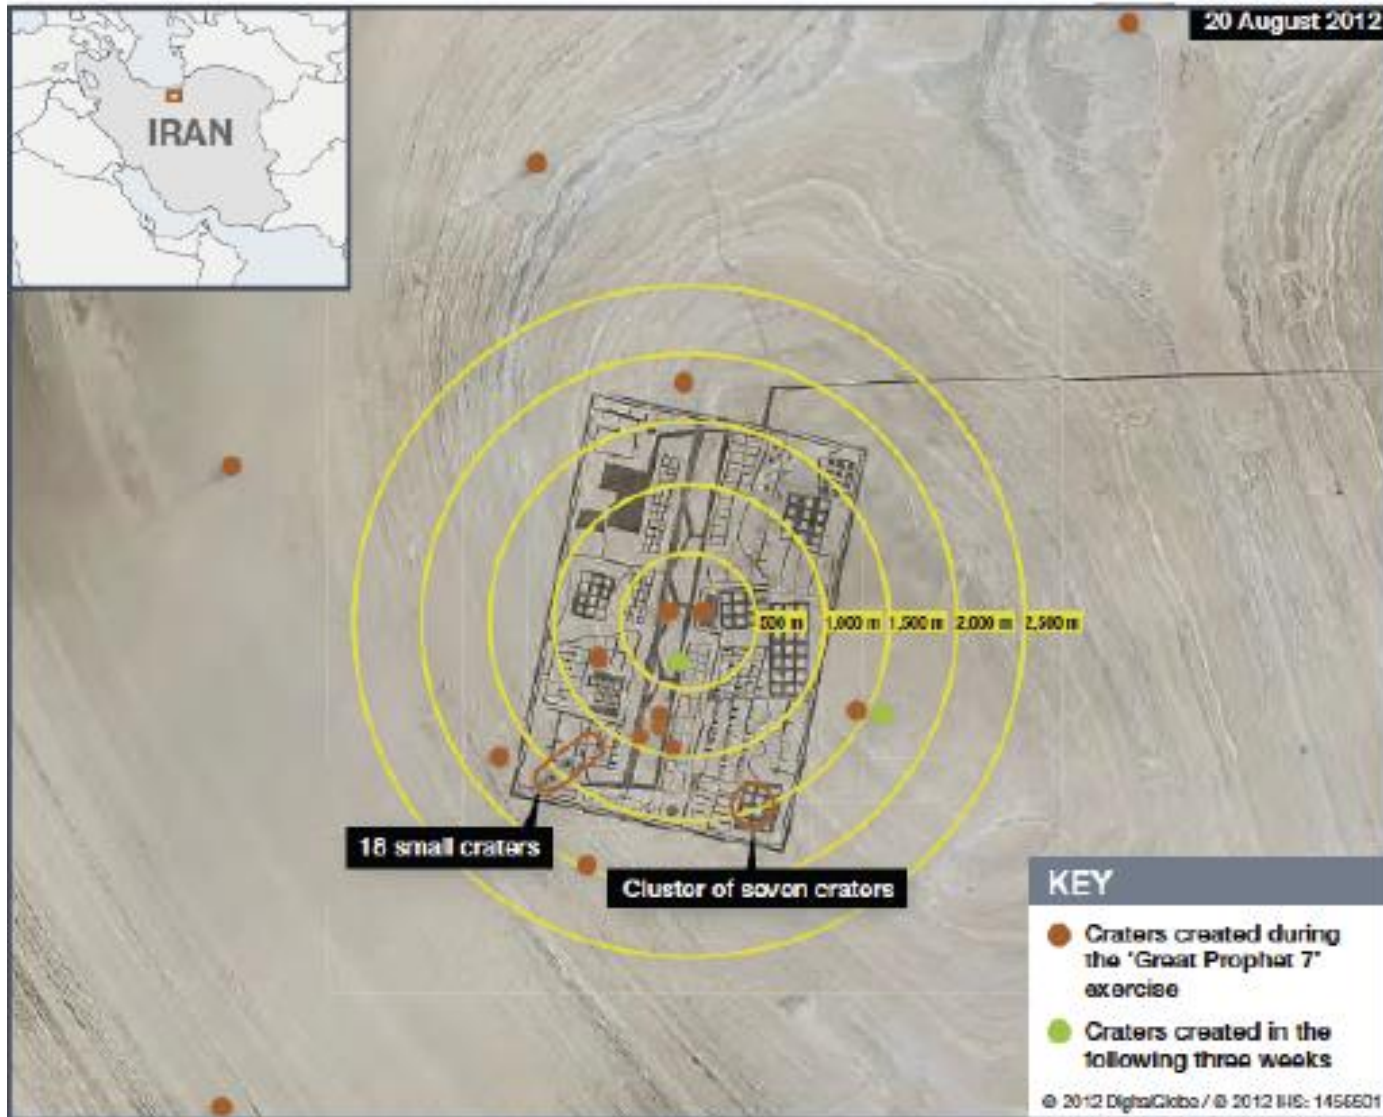 20 August 2012
IRAN
500 m
1,000 m
1,500 m
2,000 m
2,500 m
18 small craters
Cluster of seven craters
KEY
Craters created during
the 'Great Prophet 7'
exercise
Craters created in the
following three weeks
© 2012 DigitalGlobe / © 2012 IHS: